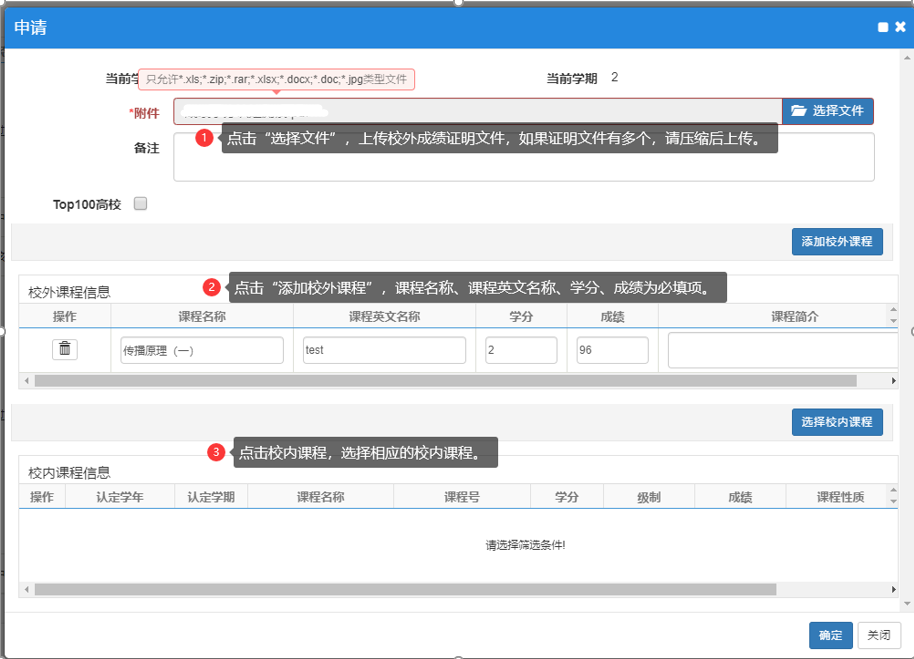 申请
当前学
只允许*.xls;*.zip;*.rar;*.xlsx;*.docx;*.doc;*.jpg类型文件
当前学期 2
*附件
选择文件
1 点击“选择文件”，上传校外成绩证明文件，如果证明文件有多个，请压缩后上传。
备注
Top100高校
添加校外课程
校外课程信息
2 点击“添加校外课程”，课程名称、课程英文名称、学分、成绩为必填项。
操作 课程名称 课程英文名称 学分 成绩 课程简介
传播原理（一） test 2 96
选择校内课程
3 点击校内课程，选择相应的校内课程。
校内课程信息
操作 认定学年 认定学期 课程名称 课程号 学分 级制 成绩 课程性质
请选择筛选条件!
确定 关闭